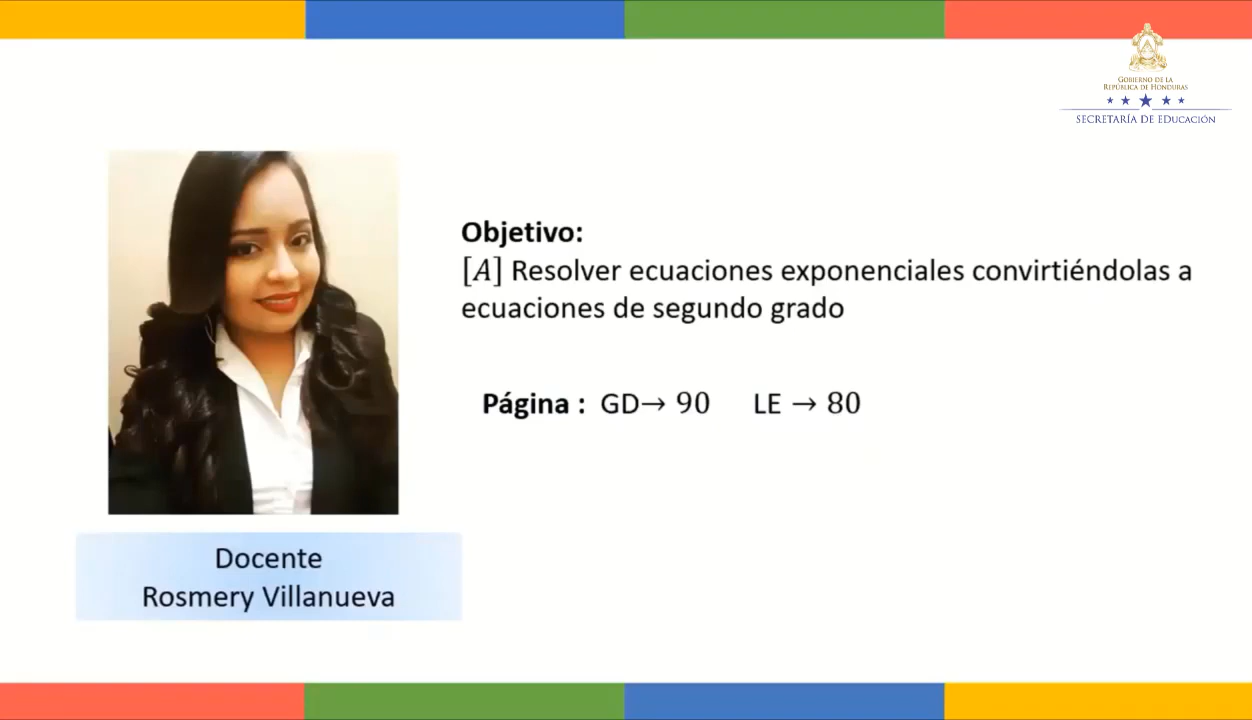 GOBIERNO DE LA
REPÚBLICA DE HONDURAS
SECRETARÍA DE EDUCACIÓN
Objetivo:
[A] Resolver ecuaciones exponenciales convirtiéndolas a
ecuaciones de segundo grado
Página : GD→ 90 LE → 80
Docente
Rosmery Villanueva